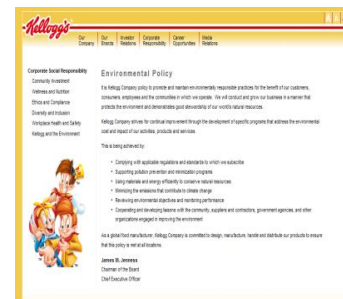 Kellogg's
Our Company
Our Brands
Investor Relations
Corporate Responsibility
Career Opportunities
Media Relations
Corporate Social Responsibility
Community Investment
Wellness and Nutrition
Ethics and Compliance
Diversity and Inclusion
Workplace Health and Safety
Kellogg and the Environment
Environmental Policy
It is Kellogg Company policy to promote and maintain environmentally responsible practices for the benefit of our customers,
consumers, employees and the communities in which we operate. We will conduct and grow our business in a manner that
protects the environment and demonstrates good stewardship of our world's natural resources.
Kellogg Company strives for continual improvement through the development of specific programs that address the environmental
cost and impact of our activities, products and services.
This is being achieved by:
• Complying with applicable regulations and standards to which we subscribe
• Supporting pollution prevention and minimization programs
• Using materials and energy efficiently to conserve natural resources
• Minimizing the emissions that contribute to climate change
• Reviewing environmental objectives and monitoring performance
• Cooperating and developing liaisons with the community, suppliers and contractors, government agencies, and other
organizations engaged in improving the environment
As a global food manufacturer, Kellogg Company is committed to design, manufacture, handle and distribute our products to ensure
that this policy is met at all locations.
James M. Jenness
Chairman of the Board
Chief Executive Officer